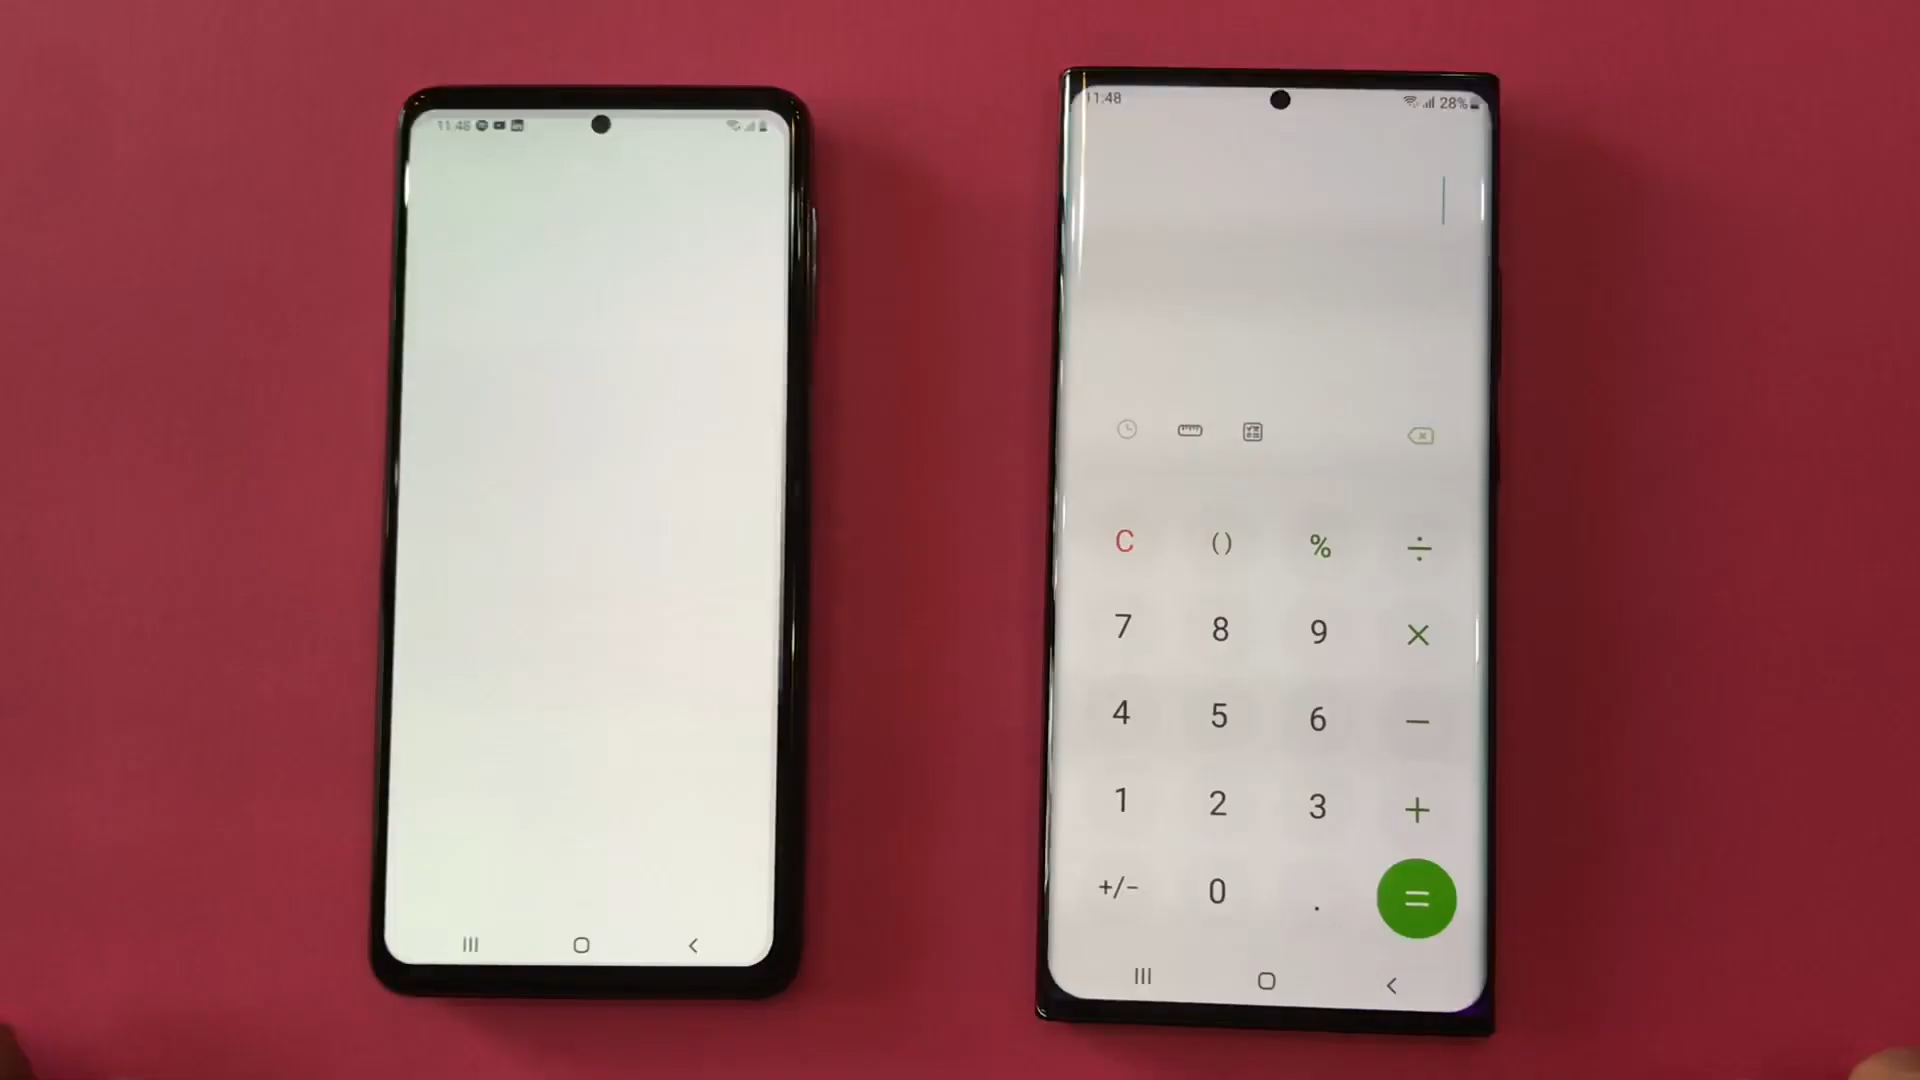 11:48
11:48 28%
C () % ÷
7 8 9 ×
4 5 6 −
1 2 3 +
+/− 0 . =